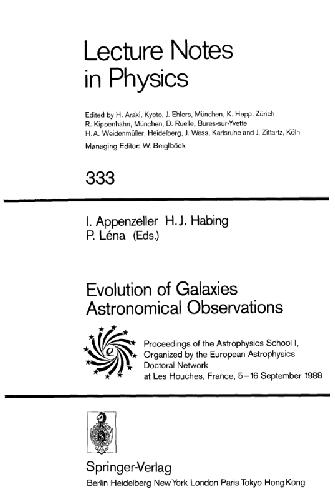 Lecture Notes
in Physics
Edited by H. Araki, Kyoto, J. Ehlers, München, K. Hepp, Zürich
R. Kippenhahn, München, D. Ruelle, Bures-sur-Yvette
H. A. Weidenmüller, Heidelberg, J. Wess, Karlsruhe and J. Zittartz, Köln
Managing Editor: W. Beiglböck
333
I. Appenzeller H. J. Habing
P. Léna (Eds.)
Evolution of Galaxies
Astronomical Observations
Proceedings of the Astrophysics School I,
Organized by the European Astrophysics
Doctoral Network
at Les Houches, France, 5–16 September 1988
Springer-Verlag
Berlin Heidelberg New York London Paris Tokyo Hong Kong